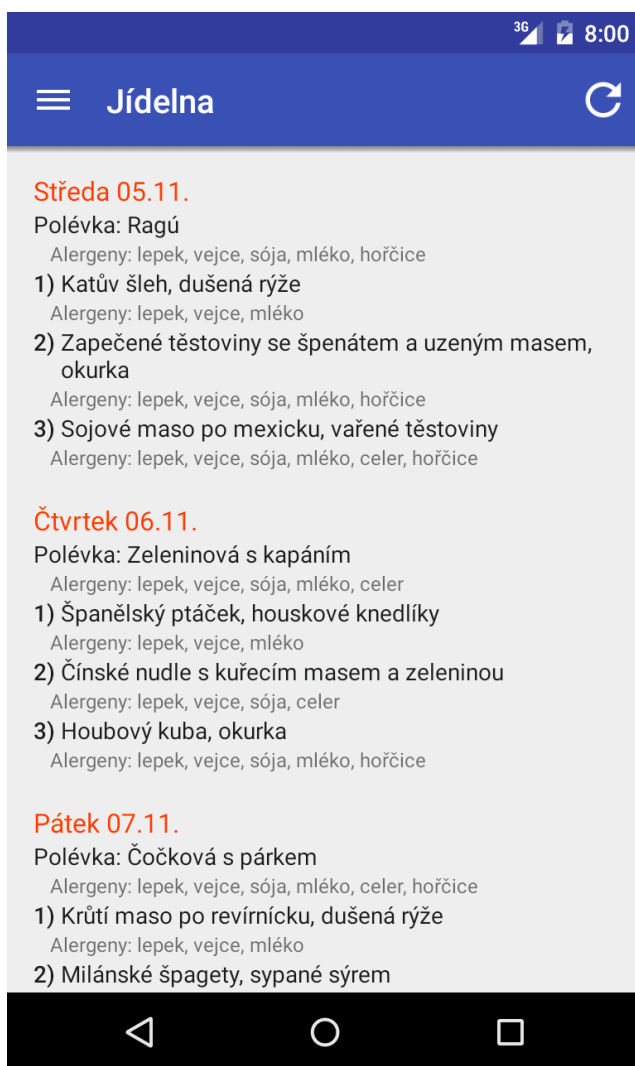 3G 8:00
Jídelna
Středa 05.11.
Polévka: Ragú
Alergeny: lepek, vejce, sója, mléko, hořčice
1) Katův šleh, dušená rýže
Alergeny: lepek, vejce, mléko
2) Zapečené těstoviny se špenátem a uzeným masem,
okurka
Alergeny: lepek, vejce, sója, mléko, hořčice
3) Sojové maso po mexicku, vařené těstoviny
Alergeny: lepek, vejce, sója, mléko, celer, hořčice
Čtvrtek 06.11.
Polévka: Zeleninová s kapáním
Alergeny: lepek, vejce, sója, mléko, celer
1) Španělský ptáček, houskové knedlíky
Alergeny: lepek, vejce, mléko
2) Čínské nudle s kuřecím masem a zeleninou
Alergeny: lepek, vejce, sója, celer
3) Houbový kuba, okurka
Alergeny: lepek, vejce, sója, mléko, hořčice
Pátek 07.11.
Polévka: Čočková s párkem
Alergeny: lepek, vejce, sója, mléko, celer, hořčice
1) Krůtí maso po revírnícku, dušená rýže
Alergeny: lepek, vejce, mléko
2) Milánské špagety, sypané sýrem